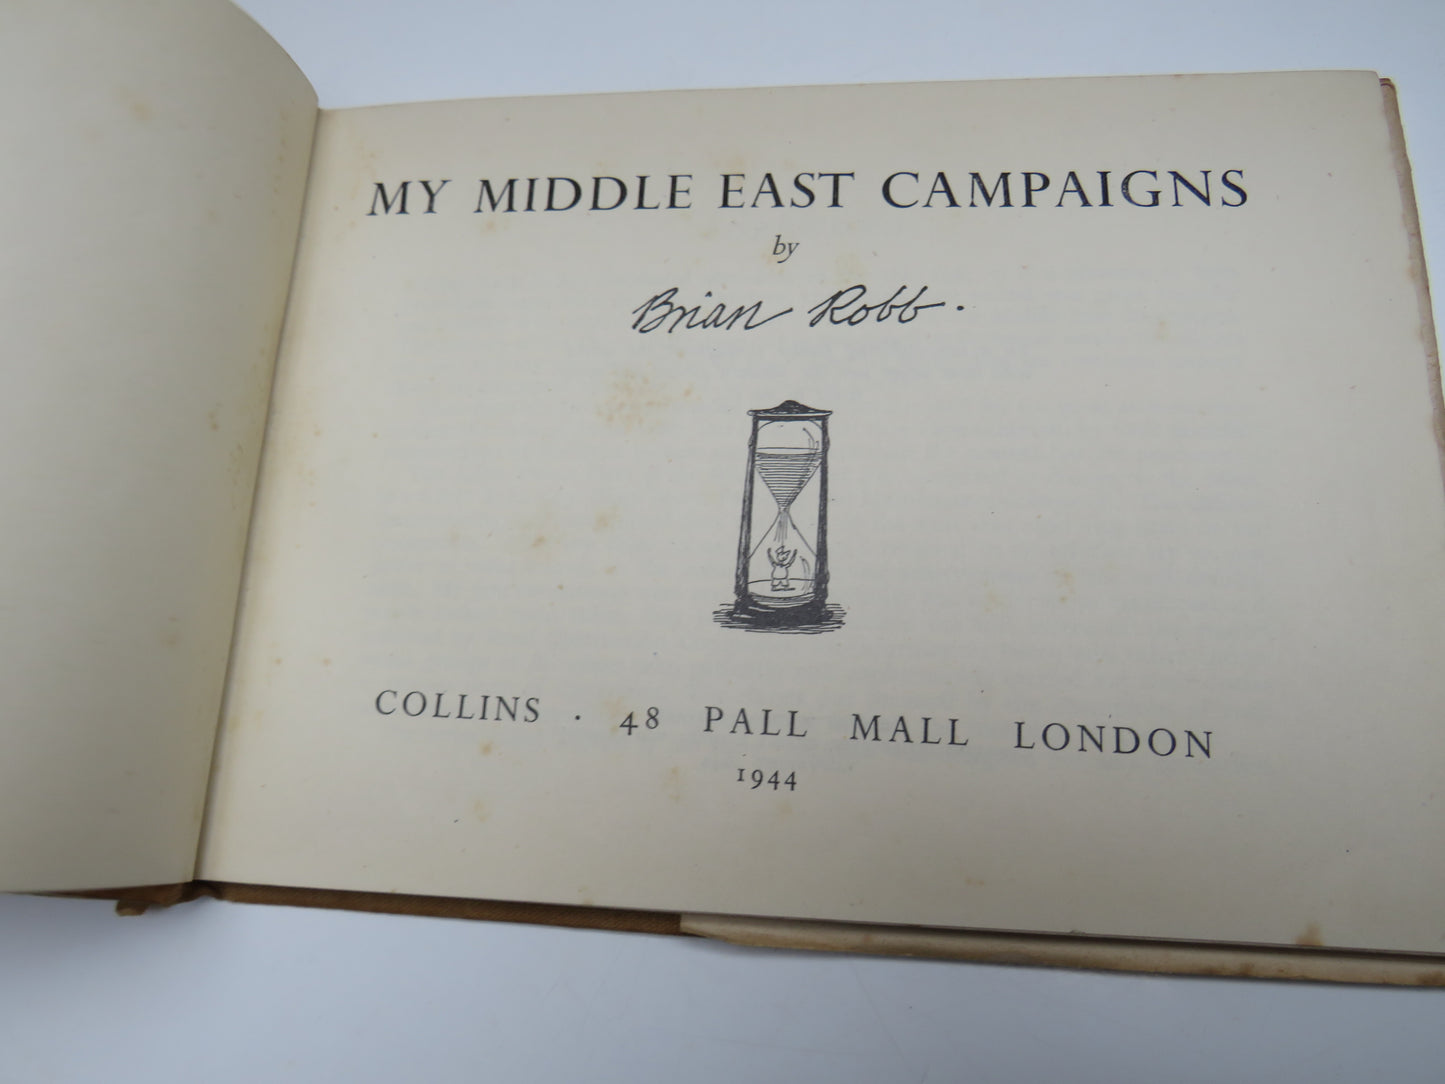 MY MIDDLE EAST CAMPAIGNS
by
Brian Robb.
COLLINS . 48 PALL MALL LONDON
1944